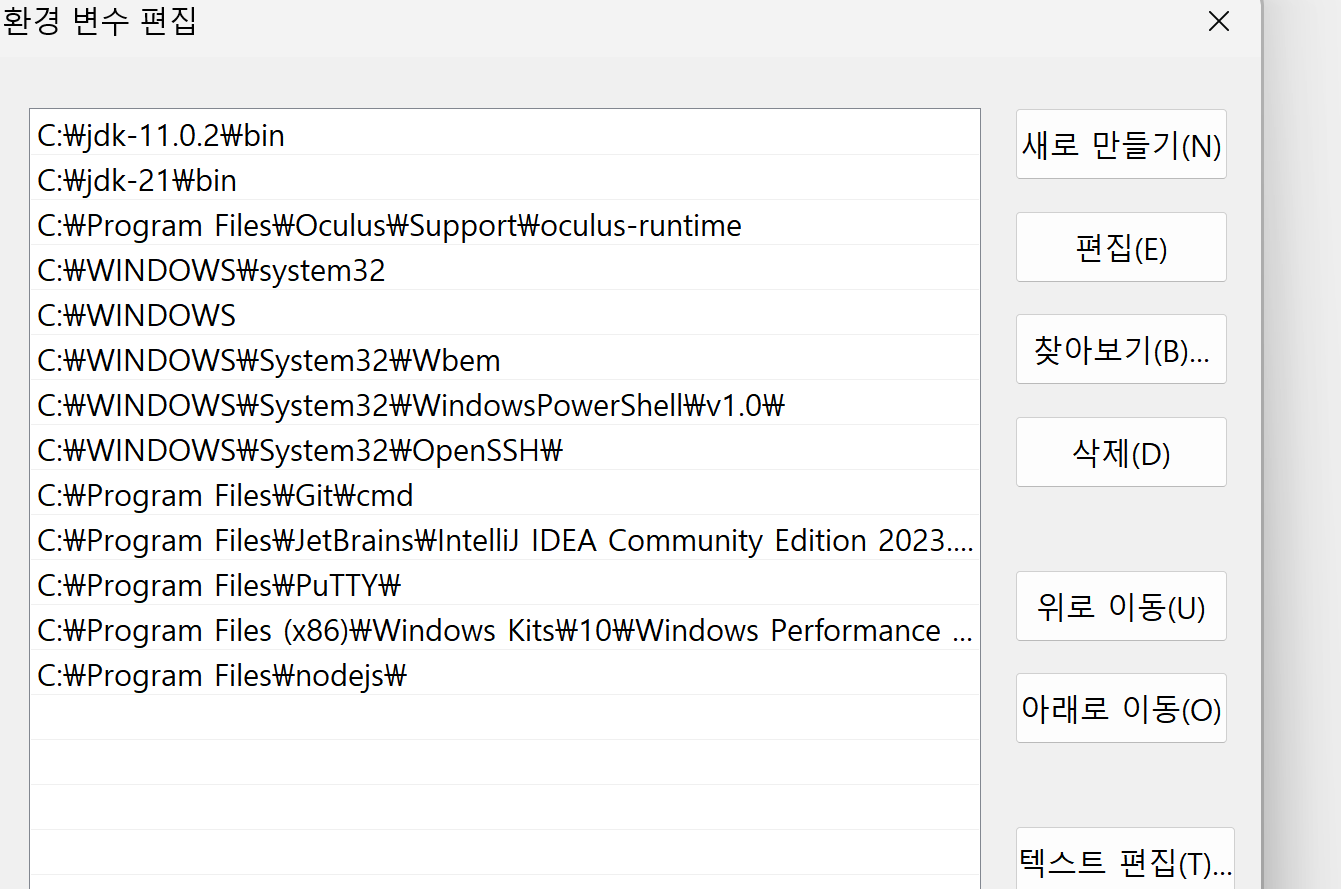 환경 변수 편집
C:₩jdk-11.0.2₩bin
C:₩jdk-21₩bin
C:₩Program Files₩Oculus₩Support₩oculus-runtime
C:₩WINDOWS₩system32
C:₩WINDOWS
C:₩WINDOWS₩System32₩Wbem
C:₩WINDOWS₩System32₩WindowsPowerShell₩v1.0₩
C:₩WINDOWS₩System32₩OpenSSH₩
C:₩Program Files₩Git₩cmd
C:₩Program Files₩JetBrains₩IntelliJ IDEA Community Edition 2023....
C:₩Program Files₩PuTTY₩
C:₩Program Files (x86)₩Windows Kits₩10₩Windows Performance ...
C:₩Program Files₩nodejs₩
새로 만들기(N)
편집(E)
찾아보기(B)...
삭제(D)
위로 이동(U)
아래로 이동(O)
텍스트 편집(T)...